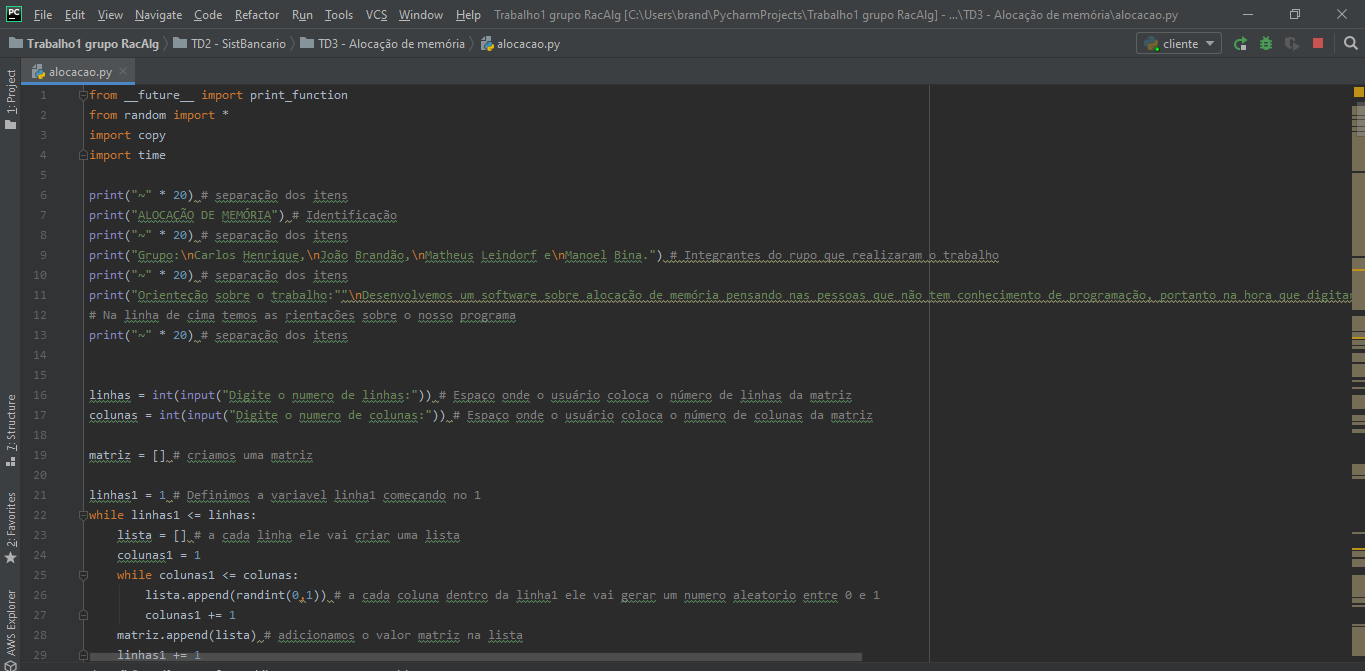 PC File Edit View Navigate Code Refactor Run Tools VCS Window Help Trabalho1 grupo RacAlg [C:\Users\brand\PycharmProjects\Trabalho1 grupo RacAlg] - ...\TD3 - Alocação de memória\alocacao.py
Trabalho1 grupo RacAlg TD2 - SistBancario TD3 - Alocação de memória alocacao.py cliente
alocacao.py
1: Project
7: Structure
2: Favorites
AWS Explorer
1 from __future__ import print_function
2 from random import *
3 import copy
4 import time
5
6 print("~" * 20) # separação dos itens
7 print("ALOCAÇÃO DE MEMÓRIA") # Identificação
8 print("~" * 20) # separação dos itens
9 print("Grupo:\nCarlos Henrique,\nJoão Brandão,\nMatheus Leindorf e\nManoel Bina.") # Integrantes do rupo que realizaram o trabalho
10 print("~" * 20) # separação dos itens
11 print("Orienteção sobre o trabalho:""\nDesenvolvemos um software sobre alocação de memória pensando nas pessoas que não tem conhecimento de programação, portanto na hora que digitar
12 # Na linha de cima temos as rientações sobre o nosso programa
13 print("~" * 20) # separação dos itens
14
15
16 linhas = int(input("Digite o numero de linhas:")) # Espaço onde o usuário coloca o número de linhas da matriz
17 colunas = int(input("Digite o numero de colunas:")) # Espaço onde o usuário coloca o número de colunas da matriz
18
19 matriz = [] # criamos uma matriz
20
21 linhas1 = 1 # Definimos a variavel linha1 começando no 1
22 while linhas1 <= linhas:
23 lista = [] # a cada linha ele vai criar uma lista
24 colunas1 = 1
25 while colunas1 <= colunas:
26 lista.append(randint(0,1)) # a cada coluna dentro da linha1 ele vai gerar um numero aleatorio entre 0 e 1
27 colunas1 += 1
28 matriz.append(lista) # adicionamos o valor matriz na lista
29 linhas1 += 1